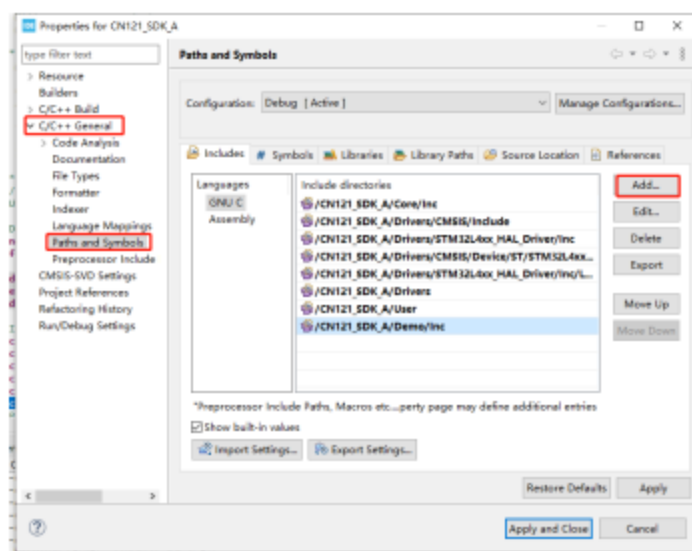 Properties for CN121_SDK_A
type filter text
Resource
Builders
C/C++ Build
C/C++ General
Code Analysis
Documentation
File Types
Formatter
Indexer
Language Mappings
Paths and Symbols
Preprocessor Include
CMSIS-SVD Settings
Project References
Refactoring History
Run/Debug Settings
Paths and Symbols
Configuration: Debug [ Active ]
Manage Configurations...
Includes # Symbols Libraries Library Paths Source Location References
Languages
GNU C
Assembly
Include directories
/CN121_SDK_A/Core/Inc
/CN121_SDK_A/Drivers/CMSIS/Include
/CN121_SDK_A/Drivers/STM32L4xx_HAL_Driver/Inc
/CN121_SDK_A/Drivers/CMSIS/Device/ST/STM32L4xx...
/CN121_SDK_A/Drivers/STM32L4xx_HAL_Driver/Inc/L...
/CN121_SDK_A/Drivers
/CN121_SDK_A/User
/CN121_SDK_A/Demo/Inc
Add...
Edit...
Delete
Export
Move Up
Move Down
"Preprocessor Include Paths, Macros etc....perty page may define additional entries
Show built-in values
Import Settings...
Export Settings...
Restore Defaults
Apply
Apply and Close
Cancel